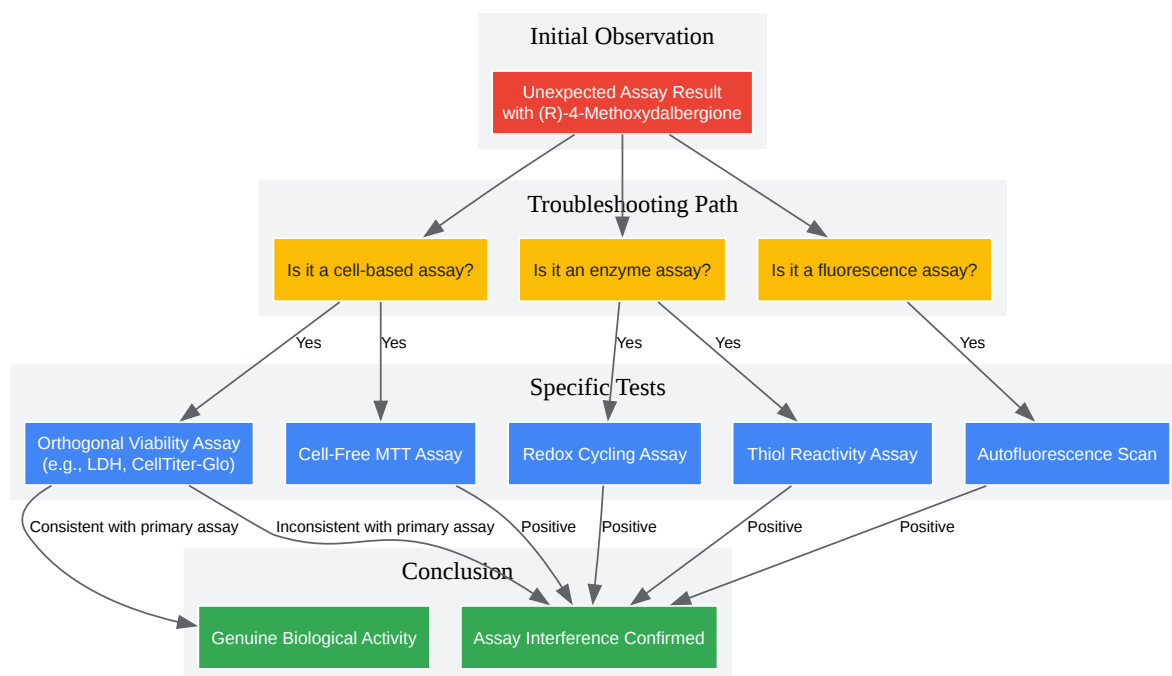 Initial Observation
Unexpected Assay Result
with (R)-4-Methoxydalbergione
Troubleshooting Path
Is it a cell-based assay?
Is it an enzyme assay?
Is it a fluorescence assay?
Yes
Yes
Yes
Yes
Yes
Specific Tests
Orthogonal Viability Assay
(e.g., LDH, CellTiter-Glo)
Cell-Free MTT Assay
Redox Cycling Assay
Thiol Reactivity Assay
Autofluorescence Scan
Consistent with primary assay
Inconsistent with primary assay
Positive
Positive
Positive
Positive
Conclusion
Genuine Biological Activity
Assay Interference Confirmed